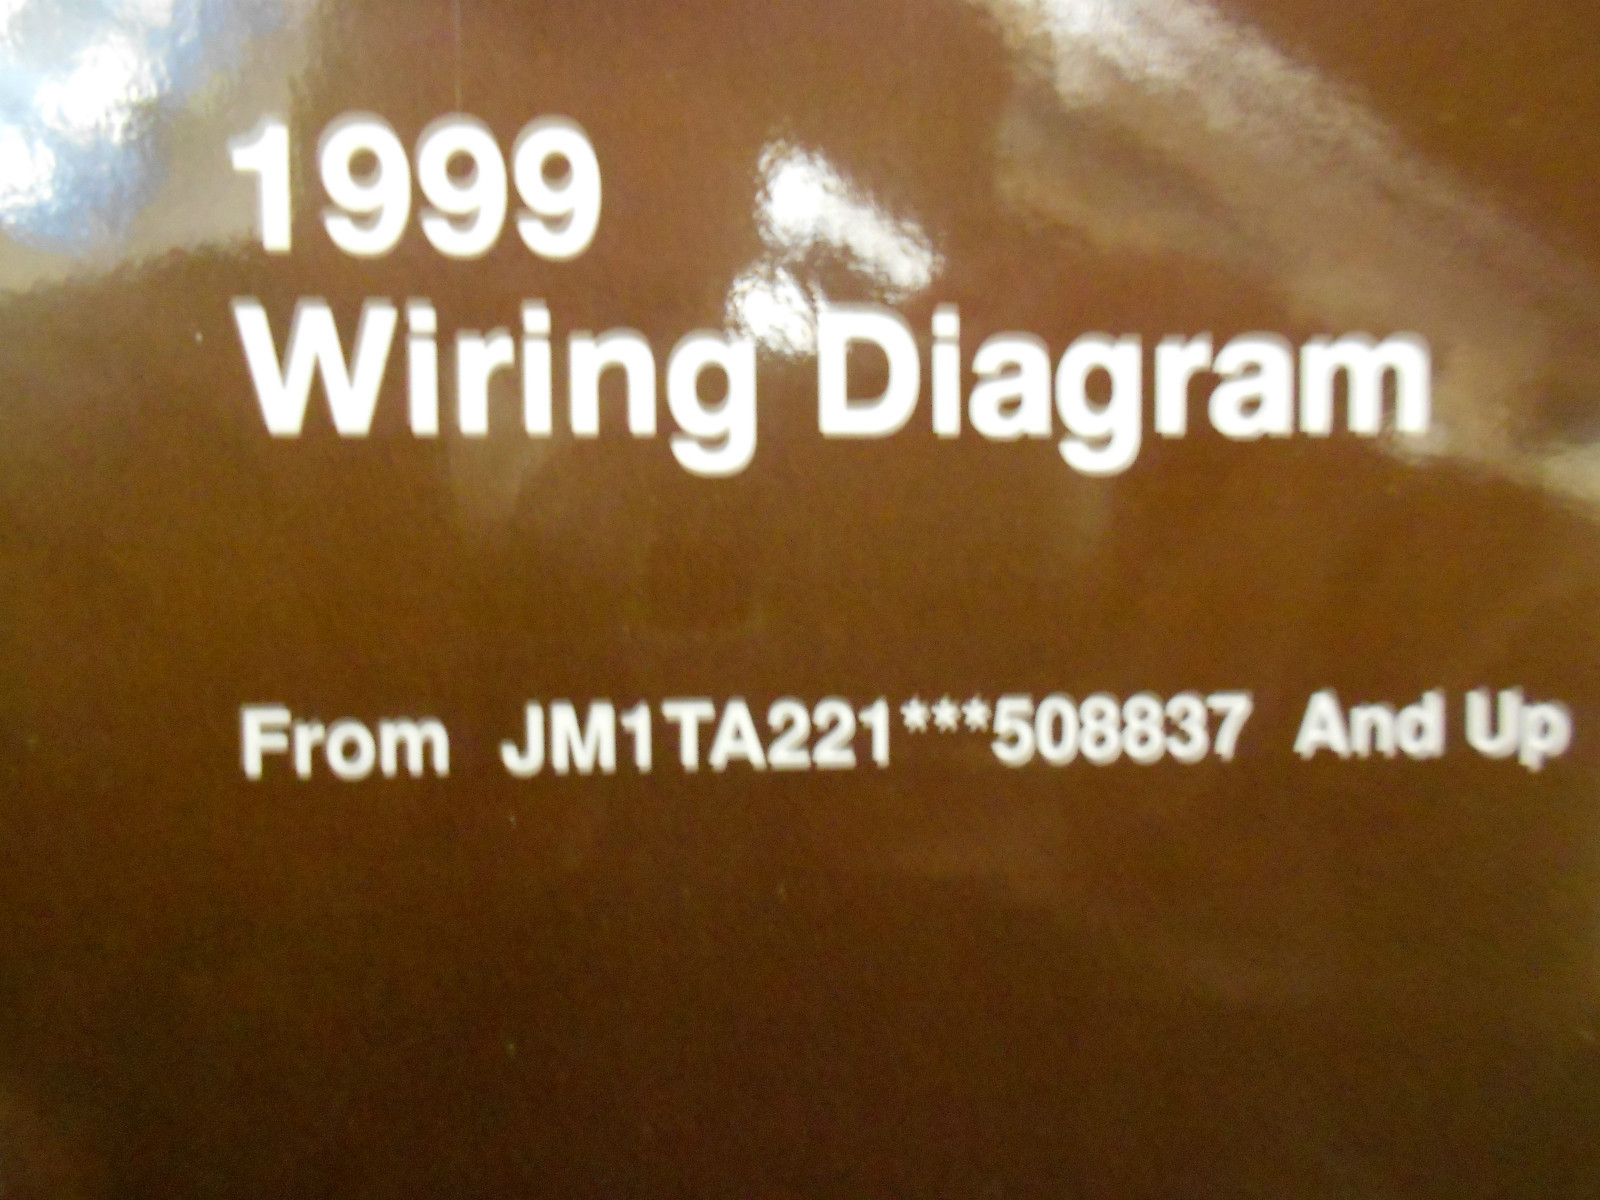 1999
Wiring Diagram
From JM1TA221***508837 And Up